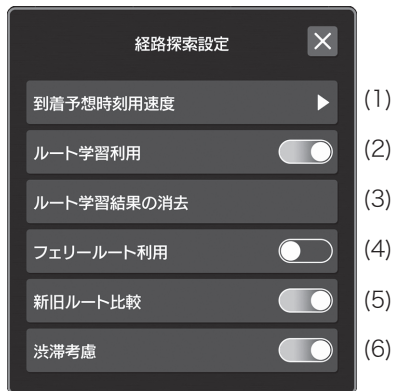 経路探索設定
到着予想時刻用速度 (1)
ルート学習利用 (2)
ルート学習結果の消去 (3)
フェリールート利用 (4)
新旧ルート比較 (5)
渋滞考慮 (6)